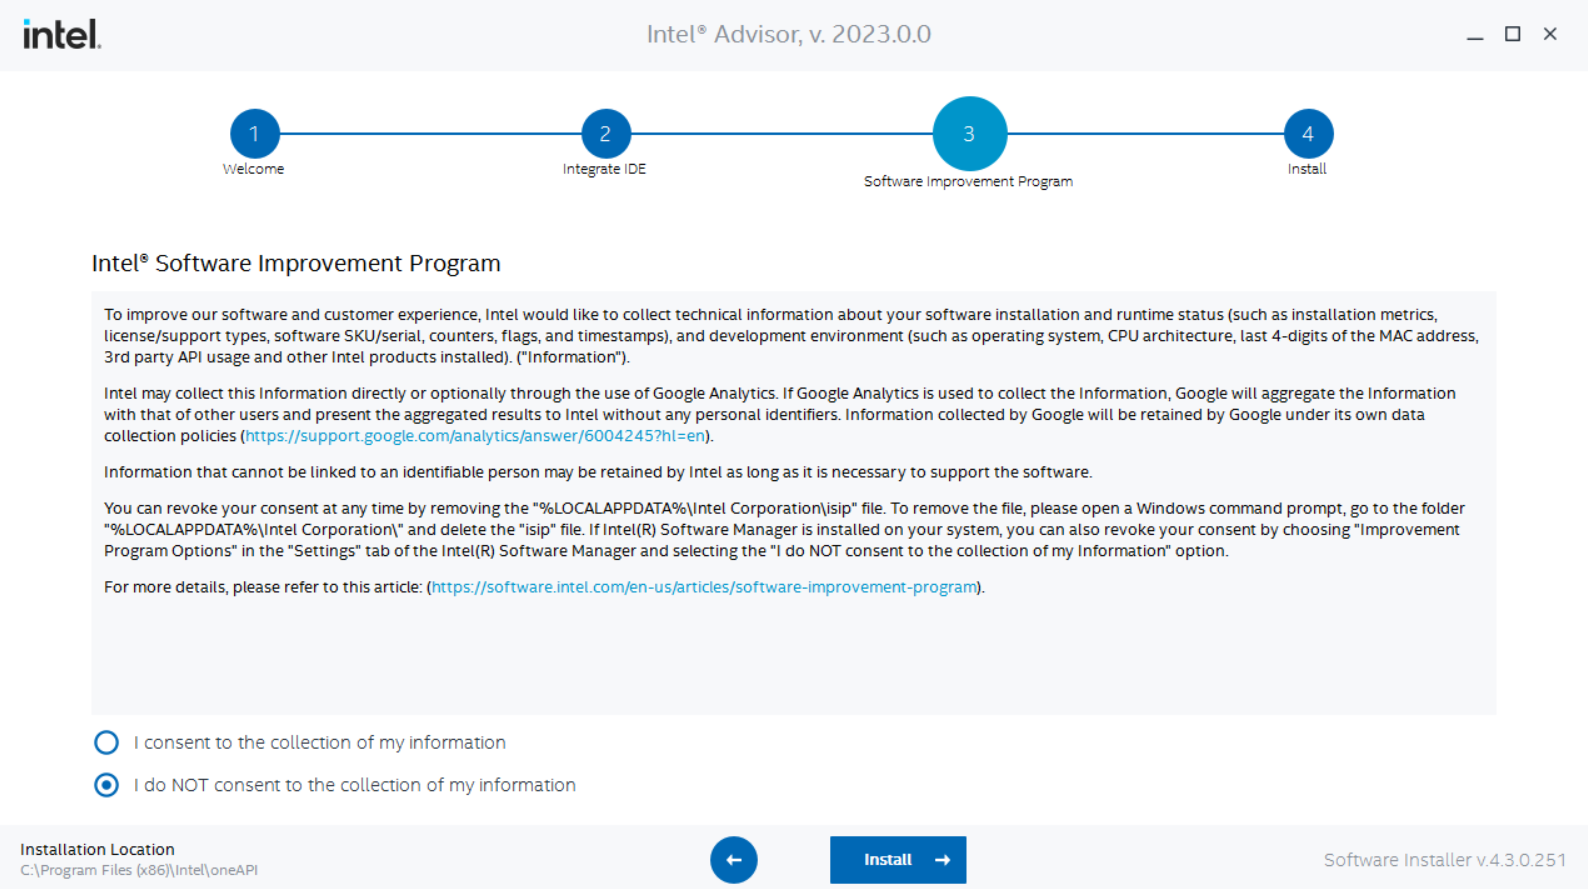 intel.
Intel® Advisor, v. 2023.0.0
1
2
3
4
Welcome
Integrate IDE
Software Improvement Program
Install
Intel® Software Improvement Program
To improve our software and customer experience, Intel would like to collect technical information about your software installation and runtime status (such as installation metrics,
license/support types, software SKU/serial, counters, flags, and timestamps), and development environment (such as operating system, CPU architecture, last 4-digits of the MAC address,
3rd party API usage and other Intel products installed). ("Information").
Intel may collect this Information directly or optionally through the use of Google Analytics. If Google Analytics is used to collect the Information, Google will aggregate the Information
with that of other users and present the aggregated results to Intel without any personal identifiers. Information collected by Google will be retained by Google under its own data
collection policies (https://support.google.com/analytics/answer/6004245?hl=en).
Information that cannot be linked to an identifiable person may be retained by Intel as long as it is necessary to support the software.
You can revoke your consent at any time by removing the "%LOCALAPPDATA%\Intel Corporation\isip" file. To remove the file, please open a Windows command prompt, go to the folder
"%LOCALAPPDATA%\Intel Corporation\" and delete the "isip" file. If Intel(R) Software Manager is installed on your system, you can also revoke your consent by choosing "Improvement
Program Options" in the "Settings" tab of the Intel(R) Software Manager and selecting the "I do NOT consent to the collection of my Information" option.
For more details, please refer to this article: (https://software.intel.com/en-us/articles/software-improvement-program).
I consent to the collection of my information
I do NOT consent to the collection of my information
Installation Location
C:\Program Files (x86)\Intel\oneAPI
Install
Software Installer v.4.3.0.251